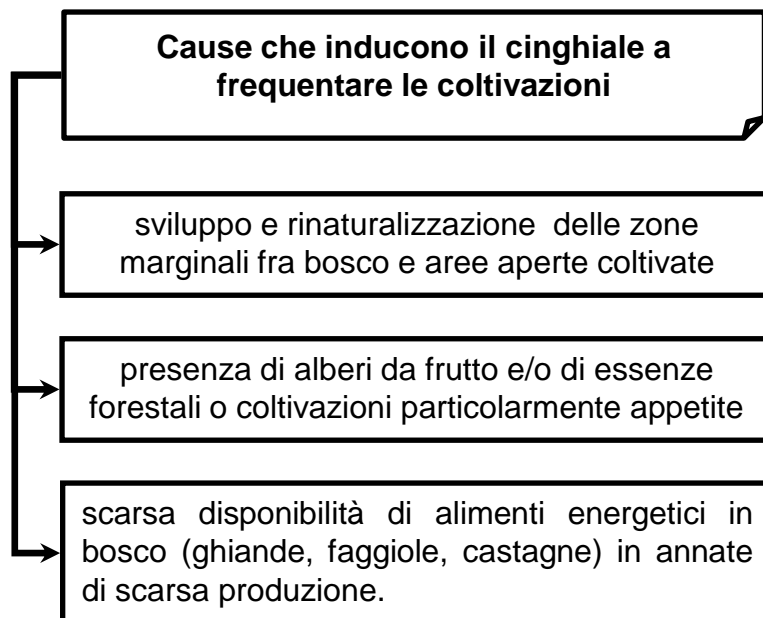 Cause che inducono il cinghiale a
frequentare le coltivazioni
sviluppo e rinaturalizzazione delle zone
marginali fra bosco e aree aperte coltivate
presenza di alberi da frutto e/o di essenze
forestali o coltivazioni particolarmente appetite
scarsa disponibilità di alimenti energetici in
bosco (ghiande, faggiole, castagne) in annate
di scarsa produzione.